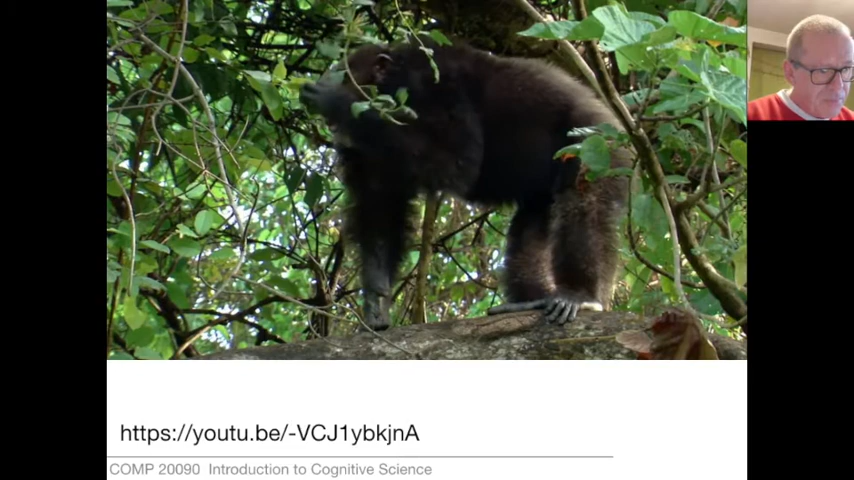 https://youtu.be/-VCJ1ybkjnA
COMP 20090 Introduction to Cognitive Science